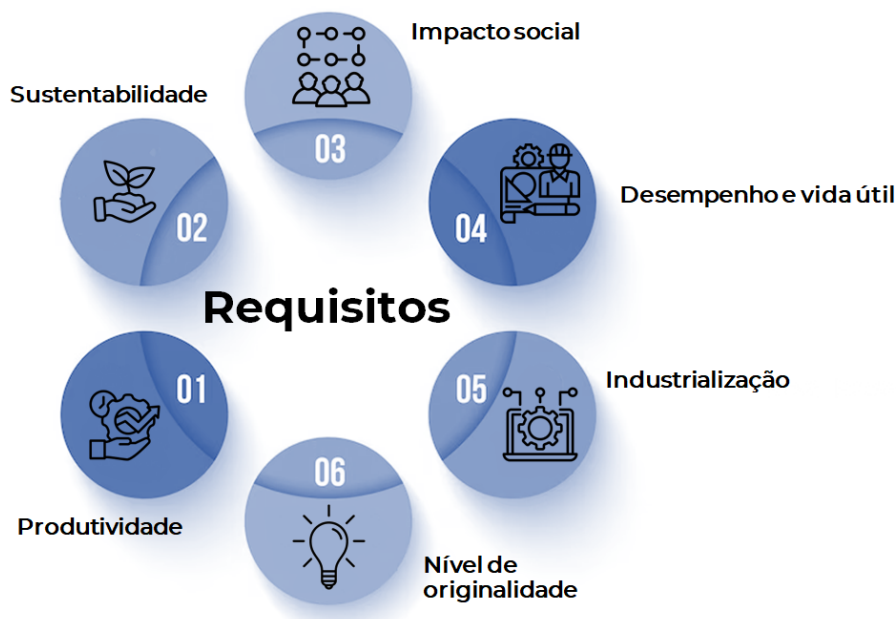 Impacto social
Sustentabilidade
03
Desempenho e vida útil
02
04
Requisitos
01
05
Industrialização
06
Produtividade
Nível de
originalidade